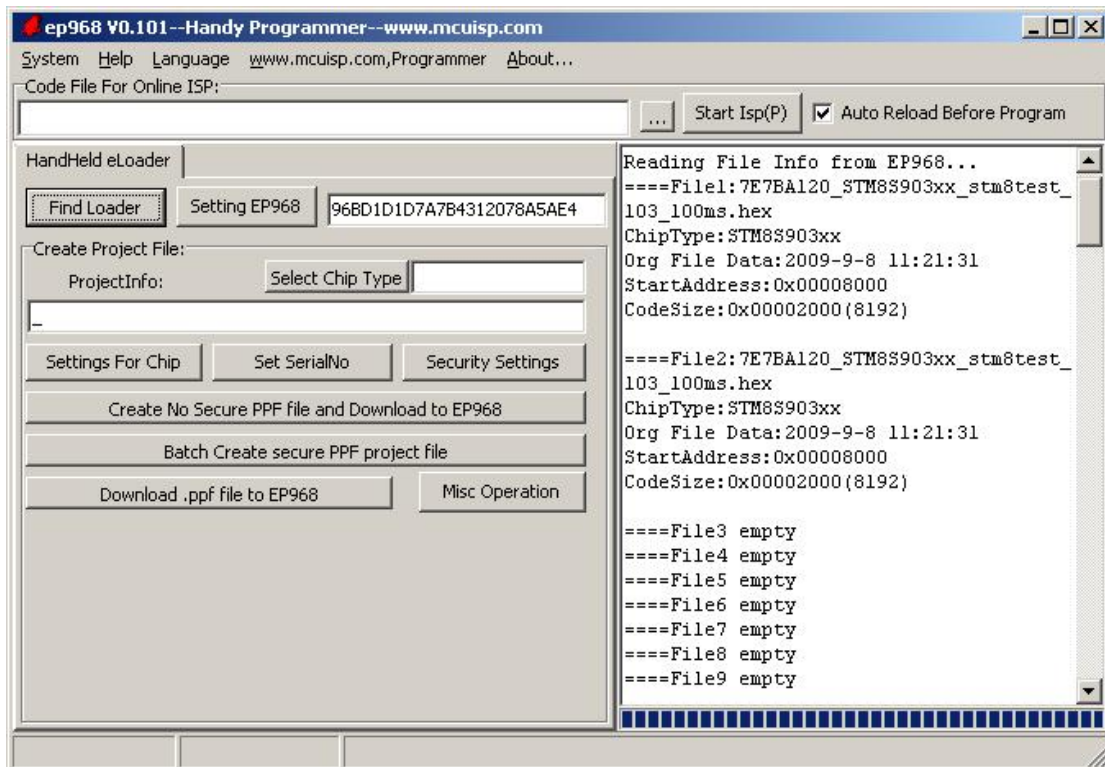 ep968 V0.101--Handy Programmer--www.mcuisp.com
System Help Language www.mcuisp.com,Programmer About...
Code File For Online ISP:
... Start Isp(P) Auto Reload Before Program
HandHeld eLoader
Find Loader Setting EP968 96BD1D1D7A7B4312078A5AE4
Create Project File:
ProjectInfo: Select Chip Type
_
Settings For Chip Set SerialNo Security Settings
Create No Secure PPF file and Download to EP968
Batch Create secure PPF project file
Download .ppf file to EP968 Misc Operation
Reading File Info from EP968...
====File1:7E7BA120_STM8S903xx_stm8test_
103_100ms.hex
ChipType:STM8S903xx
Org File Data:2009-9-8 11:21:31
StartAddress:0x00008000
CodeSize:0x00002000(8192)
====File2:7E7BA120_STM8S903xx_stm8test_
103_100ms.hex
ChipType:STM8S903xx
Org File Data:2009-9-8 11:21:31
StartAddress:0x00008000
CodeSize:0x00002000(8192)
====File3 empty
====File4 empty
====File5 empty
====File6 empty
====File7 empty
====File8 empty
====File9 empty